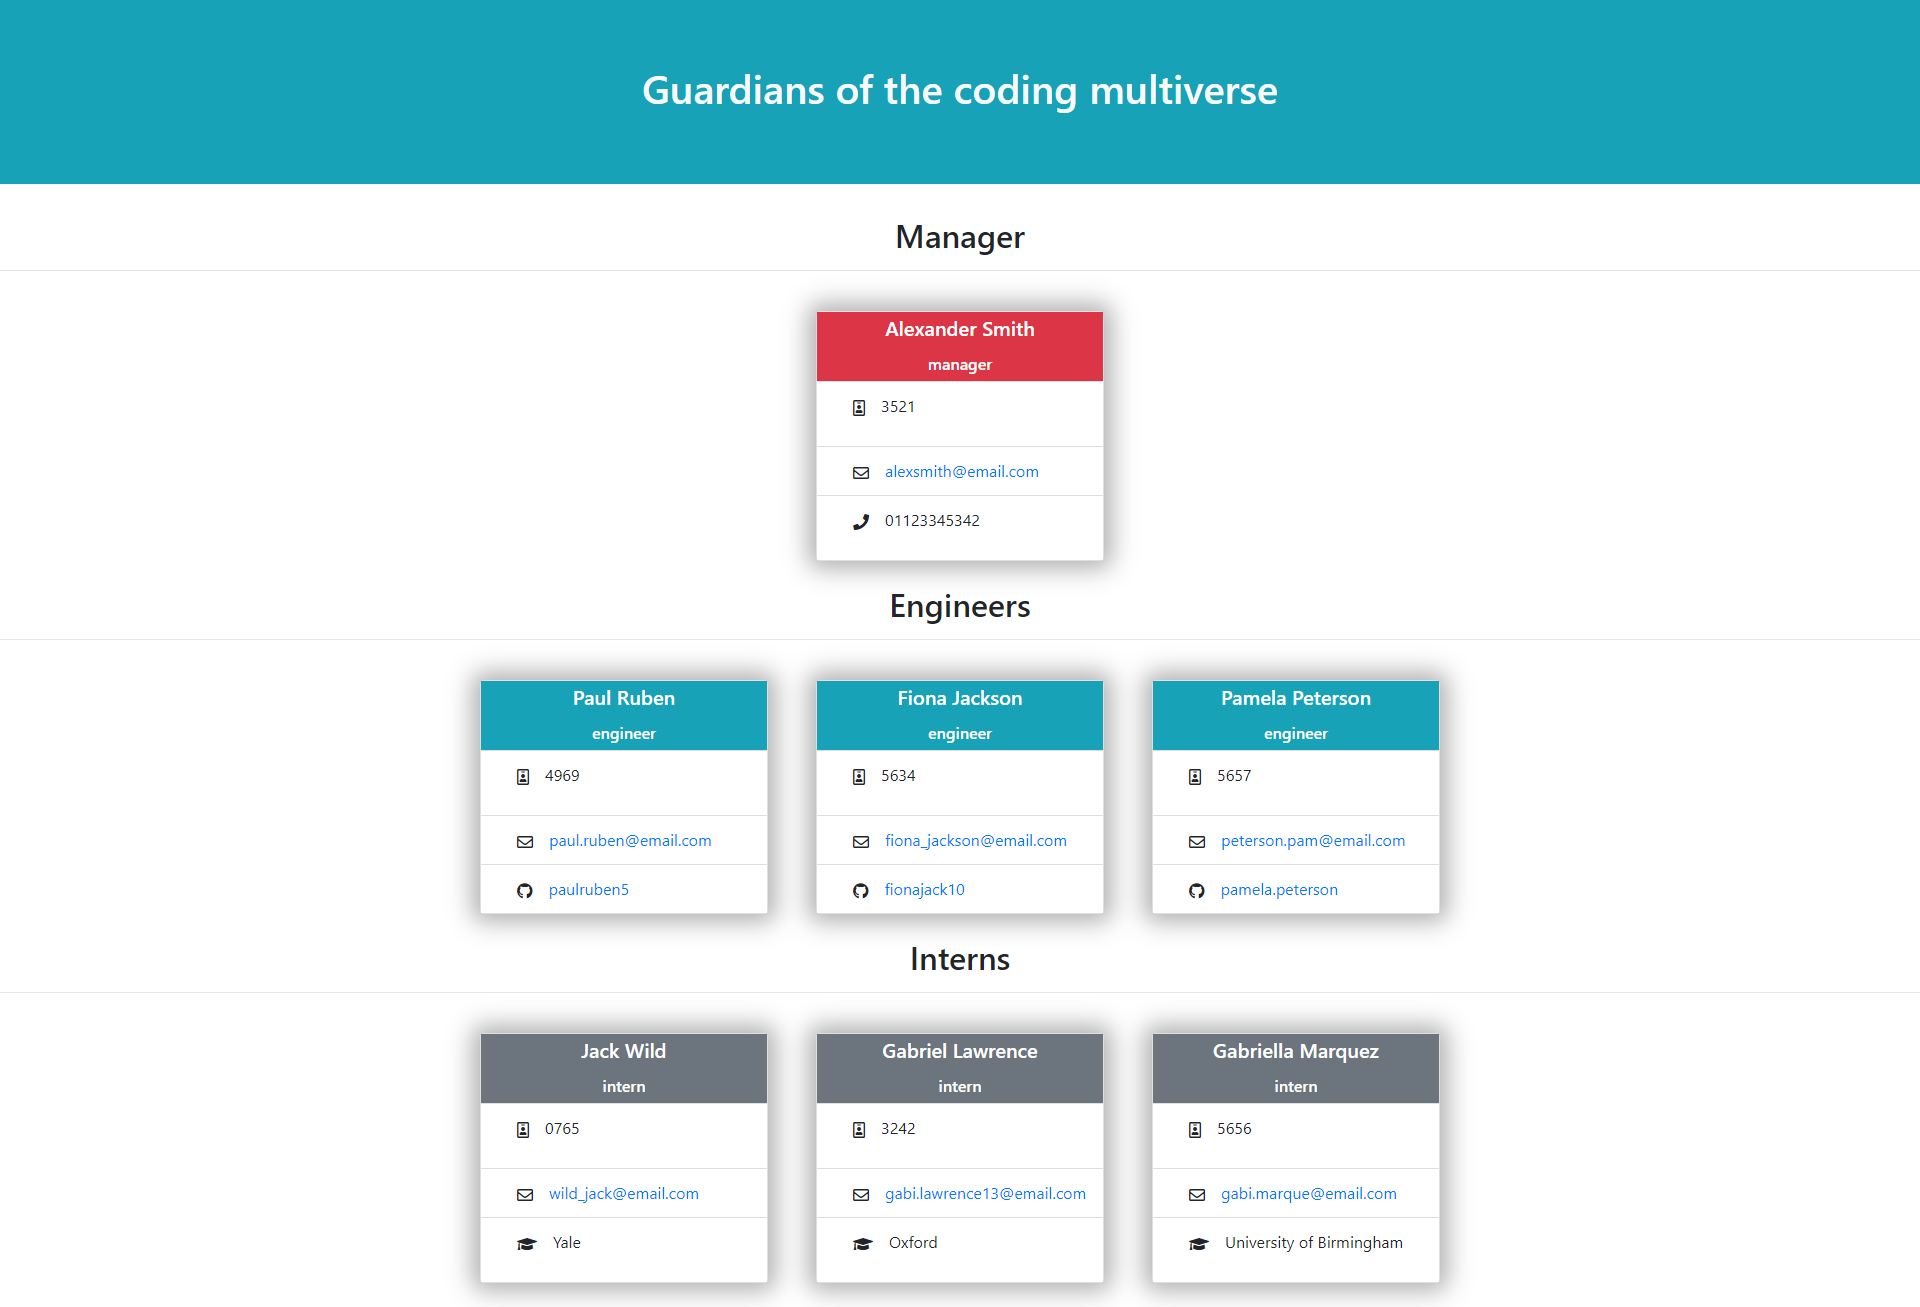 Guardians of the coding multiverse
Manager
Alexander Smith
manager
3521
alexsmith@email.com
01123345342
Engineers
Paul Ruben
engineer
4969
paul.ruben@email.com
paulruben5
Fiona Jackson
engineer
5634
fiona_jackson@email.com
fionajack10
Pamela Peterson
engineer
5657
peterson.pam@email.com
pamela.peterson
Interns
Jack Wild
intern
0765
wild_jack@email.com
Yale
Gabriel Lawrence
intern
3242
gabi.lawrence13@email.com
Oxford
Gabriella Marquez
intern
5656
gabi.marque@email.com
University of Birmingham